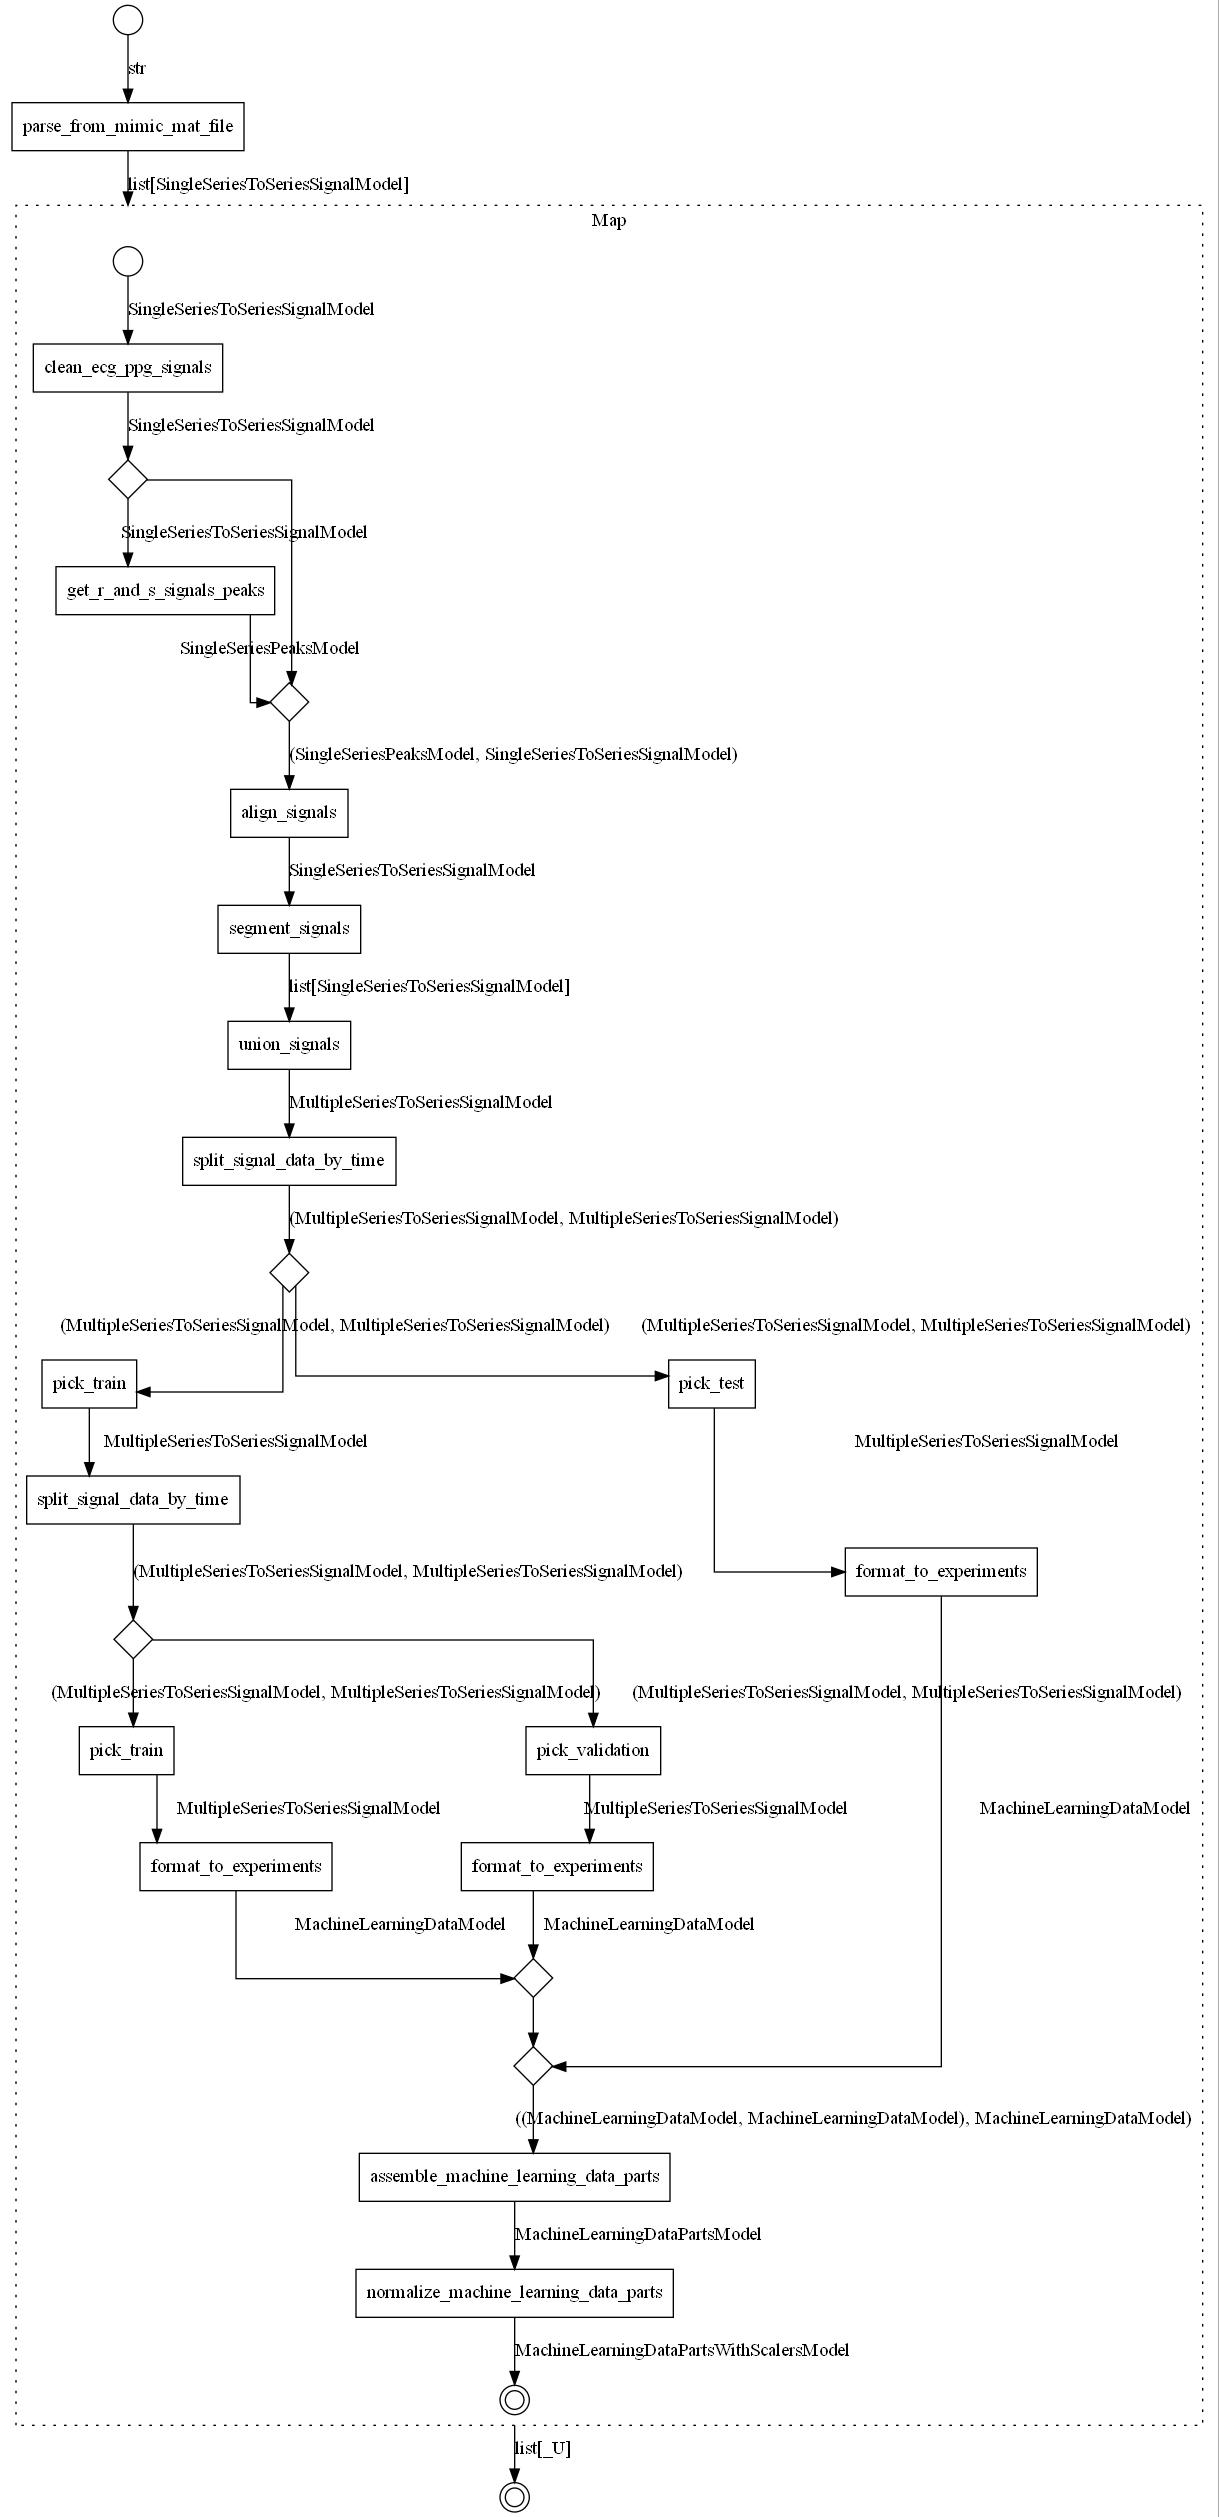 str
parse_from_mimic_mat_file
list[SingleSeriesToSeriesSignalModel]
Map
SingleSeriesToSeriesSignalModel
clean_ecg_ppg_signals
SingleSeriesToSeriesSignalModel
SingleSeriesToSeriesSignalModel
get_r_and_s_signals_peaks
SingleSeriesPeaksModel
(SingleSeriesPeaksModel, SingleSeriesToSeriesSignalModel)
align_signals
SingleSeriesToSeriesSignalModel
segment_signals
list[SingleSeriesToSeriesSignalModel]
union_signals
MultipleSeriesToSeriesSignalModel
split_signal_data_by_time
(MultipleSeriesToSeriesSignalModel, MultipleSeriesToSeriesSignalModel)
(MultipleSeriesToSeriesSignalModel, MultipleSeriesToSeriesSignalModel)
(MultipleSeriesToSeriesSignalModel, MultipleSeriesToSeriesSignalModel)
pick_train
pick_test
MultipleSeriesToSeriesSignalModel
MultipleSeriesToSeriesSignalModel
split_signal_data_by_time
(MultipleSeriesToSeriesSignalModel, MultipleSeriesToSeriesSignalModel)
format_to_experiments
(MultipleSeriesToSeriesSignalModel, MultipleSeriesToSeriesSignalModel)
(MultipleSeriesToSeriesSignalModel, MultipleSeriesToSeriesSignalModel)
pick_train
pick_validation
MultipleSeriesToSeriesSignalModel
MultipleSeriesToSeriesSignalModel
MachineLearningDataModel
format_to_experiments
format_to_experiments
MachineLearningDataModel
MachineLearningDataModel
((MachineLearningDataModel, MachineLearningDataModel), MachineLearningDataModel)
assemble_machine_learning_data_parts
MachineLearningDataPartsModel
normalize_machine_learning_data_parts
MachineLearningDataPartsWithScalersModel
list[_U]